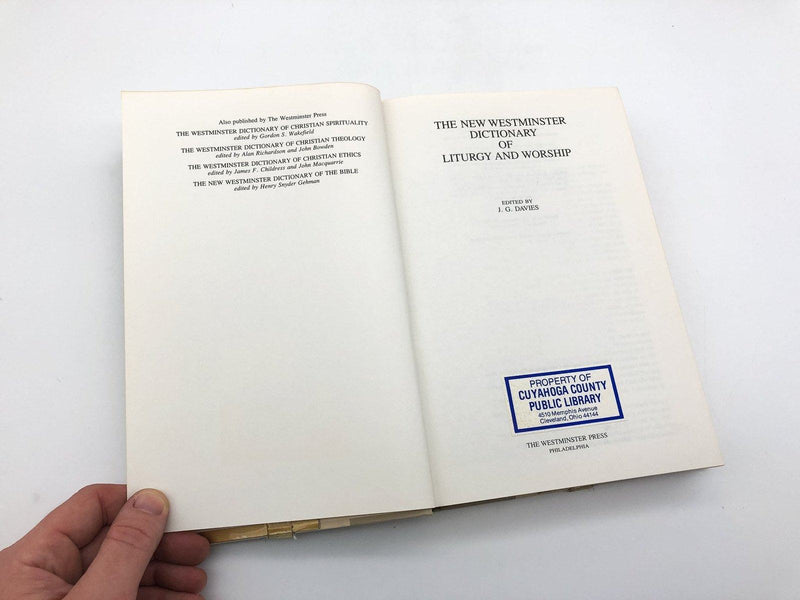 Also published by The Westminster Press
THE WESTMINSTER DICTIONARY OF CHRISTIAN SPIRITUALITY
edited by Gordon S. Wakefield
THE WESTMINSTER DICTIONARY OF CHRISTIAN THEOLOGY
edited by Alan Richardson and John Bowden
THE WESTMINSTER DICTIONARY OF CHRISTIAN ETHICS
edited by James F. Childress and John Macquarrie
THE NEW WESTMINSTER DICTIONARY OF THE BIBLE
edited by Henry Snyder Gehman
THE NEW WESTMINSTER
DICTIONARY
OF
LITURGY AND WORSHIP
EDITED BY
J. G. DAVIES
PROPERTY OF
CUYAHOGA COUNTY
PUBLIC LIBRARY
4510 Memphis Avenue
Cleveland, Ohio 44144
THE WESTMINSTER PRESS
PHILADELPHIA